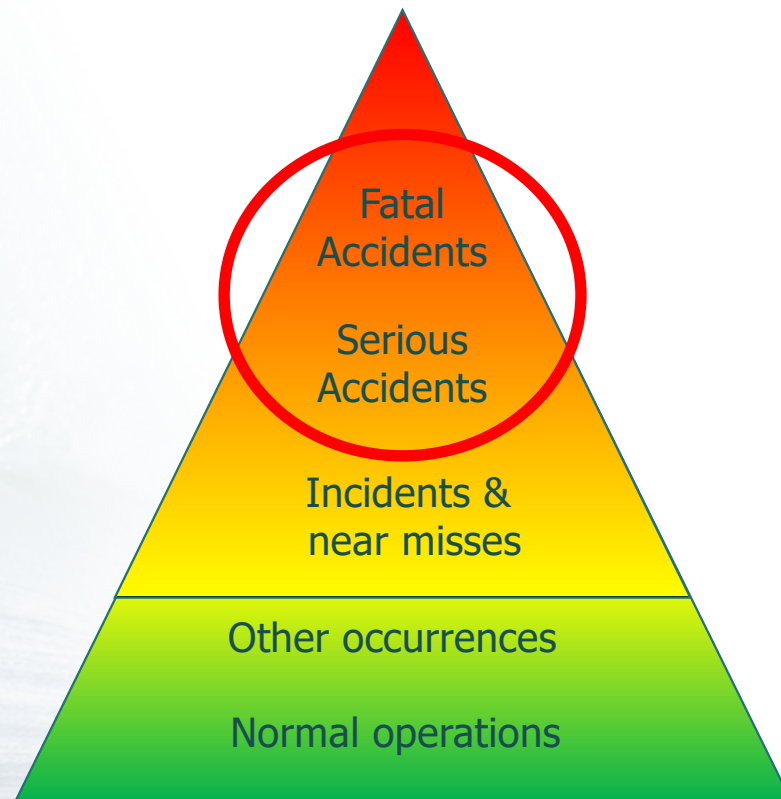 Fatal
Accidents
Serious
Accidents
Incidents &
near misses
Other occurrences
Normal operations